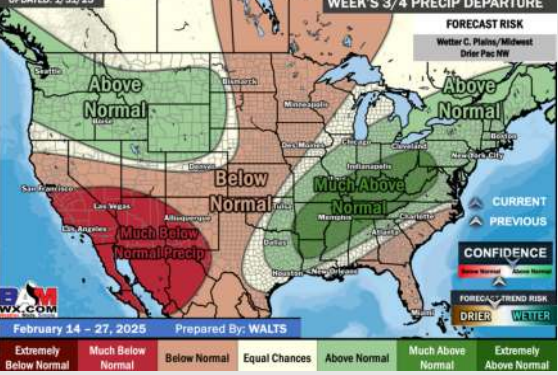 UPDATED: 1/31/25
WEEK'S 3/4 PRECIP DEPARTURE
FORECAST RISK
Wetter C. Plains/Midwest
Drier Pac NW
Seattle
Above
Normal
Boise
Bismarck
Minneapolis
Above
Normal
Boston
Des Moines
Chicago
Cleveland
New York City
Denver
Indianapolis
San Francisco
Below
Normal
Much Above
Normal
Las Vegas
Tulsa
CURRENT
PREVIOUS
Los Angeles
Albuquerque
Memphis
Charlotte
Much Below
Normal Precip
Atlanta
Dallas
CONFIDENCE
Below Normal
Above Normal
Houston
New Orleans
BAM
WX.COM
FORECAST TREND RISK
DRIER
WETTER
Miami
February 14 – 27, 2025
Prepared By: WALTS
Extremely
Below Normal
Much Below
Normal
Below Normal
Equal Chances
Above Normal
Much Above
Normal
Extremely
Above Normal